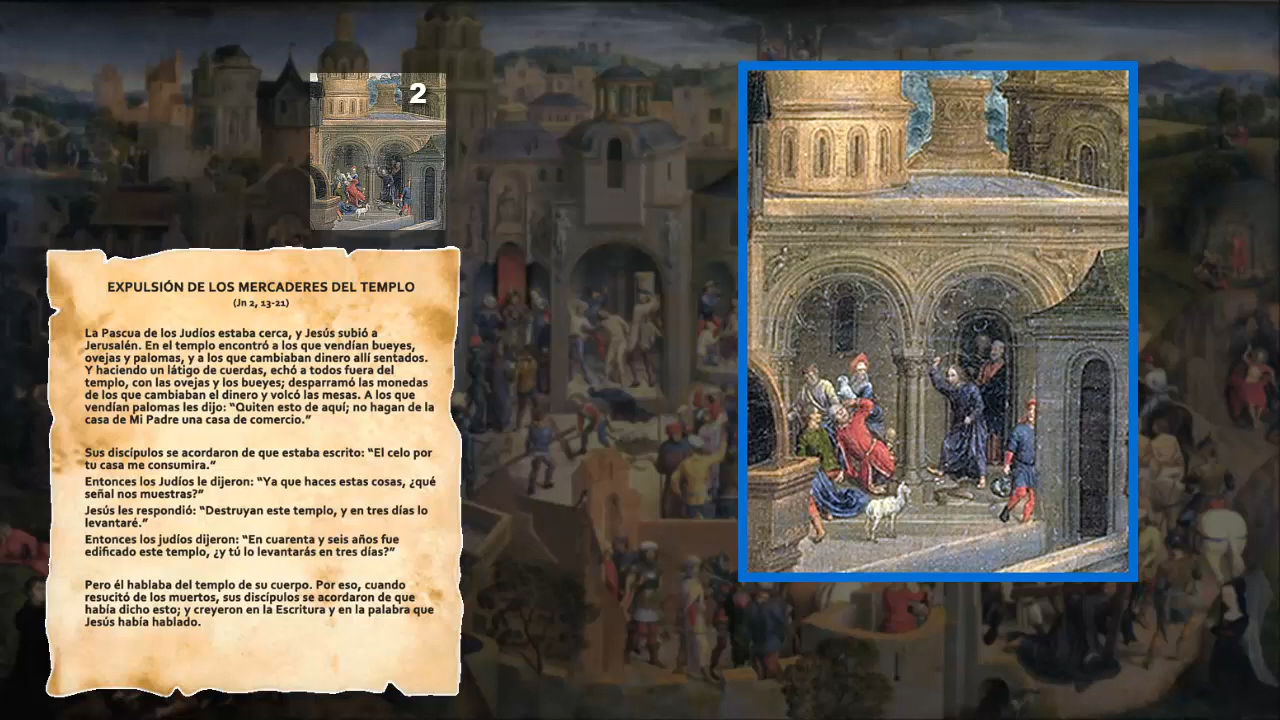 2
EXPULSIÓN DE LOS MERCADERES DEL TEMPLO
(Jn 2, 13-21)
La Pascua de los Judíos estaba cerca, y Jesús subió a
Jerusalén. En el templo encontró a los que vendían bueyes,
ovejas y palomas, y a los que cambiaban dinero allí sentados.
Y haciendo un látigo de cuerdas, echó a todos fuera del
templo, con las ovejas y los bueyes; desparramó las monedas
de los que cambiaban el dinero y volcó las mesas. A los que
vendían palomas les dijo: “Quiten esto de aquí; no hagan de la
casa de Mi Padre una casa de comercio.”
Sus discípulos se acordaron de que estaba escrito: “El celo por
tu casa me consumira.”
Entonces los Judíos le dijeron: “Ya que haces estas cosas, ¿qué
señal nos muestras?”
Jesús les respondió: “Destruyan este templo, y en tres días lo
levantaré.”
Entonces los judíos dijeron: “En cuarenta y seis años fue
edificado este templo, ¿y tú lo levantarás en tres días?”
Pero él hablaba del templo de su cuerpo. Por eso, cuando
resucitó de los muertos, sus discípulos se acordaron de que
había dicho esto; y creyeron en la Escritura y en la palabra que
Jesús había hablado.